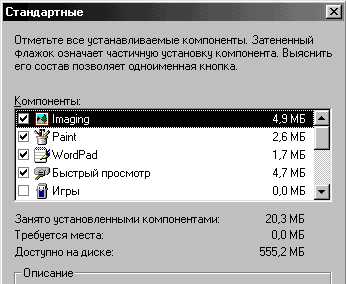 Стандартные
Отметьте все устанавливаемые компоненты. Затененный
флажок означает частичную установку компонента. Выяснить
его состав позволяет одноименная кнопка.
Компоненты:
Imaging 4,9 МБ
Paint 2,6 МБ
WordPad 1,7 МБ
Быстрый просмотр 4,7 МБ
Игры 0,0 МБ
Занято установленными компонентами: 20,3 МБ
Требуется места: 0,0 МБ
Доступно на диске: 555,2 МБ
Описание